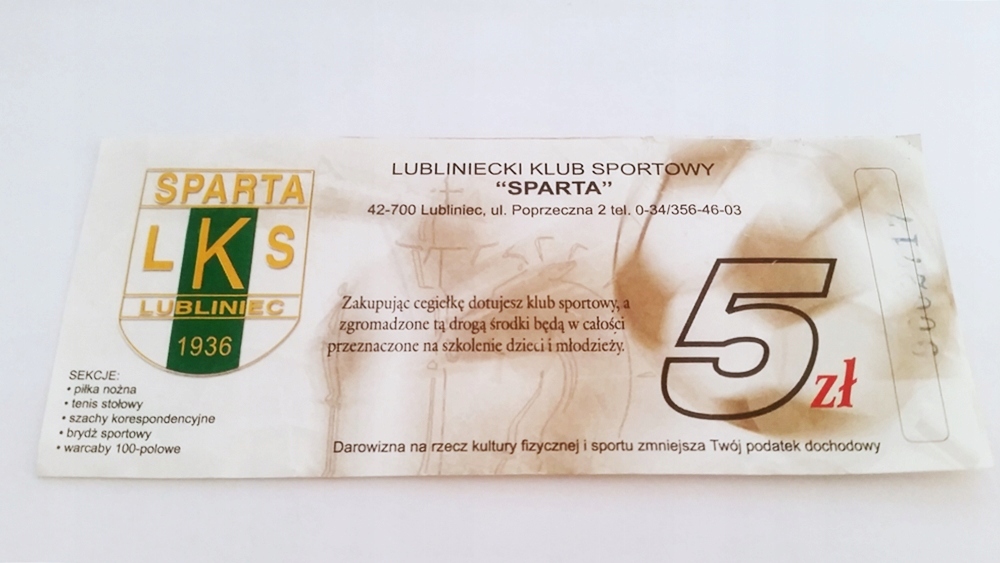 SPARTA
L K S
LUBLINIEC
1936
SEKCJE:
• piłka nożna
• tenis stołowy
• szachy korespondencyjne
• brydż sportowy
• warcaby 100-polowe
LUBLINIECKI KLUB SPORTOWY
“SPARTA”
42-700 Lubliniec, ul. Poprzeczna 2 tel. 0-34/356-46-03
Zakupując cegiełkę dotujesz klub sportowy, a
zgromadzone tą drogą środki będą w całości
przeznaczone na szkolenie dzieci i młodzieży.
5 zł
Darowizna na rzecz kultury fizycznej i sportu zmniejsza Twój podatek dochodowy